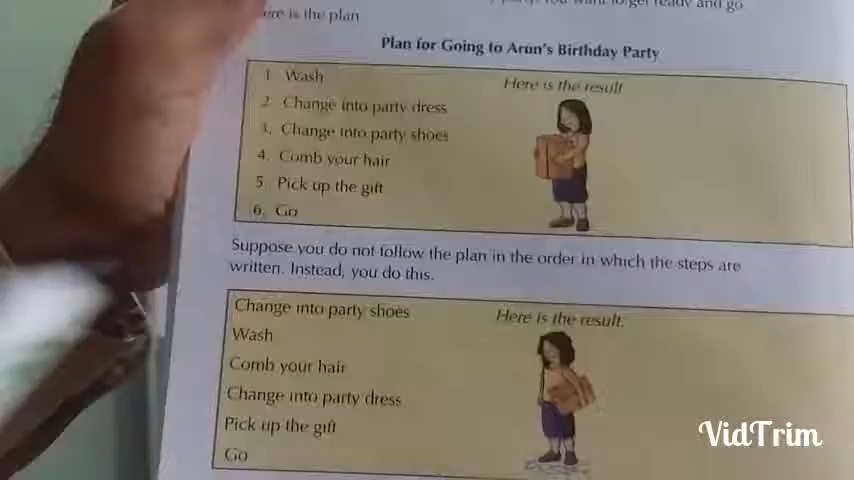 ready and go
ere is the plan
Plan for Going to Arun's Birthday Party
1. Wash
Here is the result
2. Change into party dress
3. Change into party shoes
4. Comb your hair
5. Pick up the gift
6. Go
Suppose you do not follow the plan in the order in which the steps are
written. Instead, you do this.
Change into party shoes
Here is the result.
Wash
Comb your hair
Change into party dress
Pick up the gift
Go
VidTrim